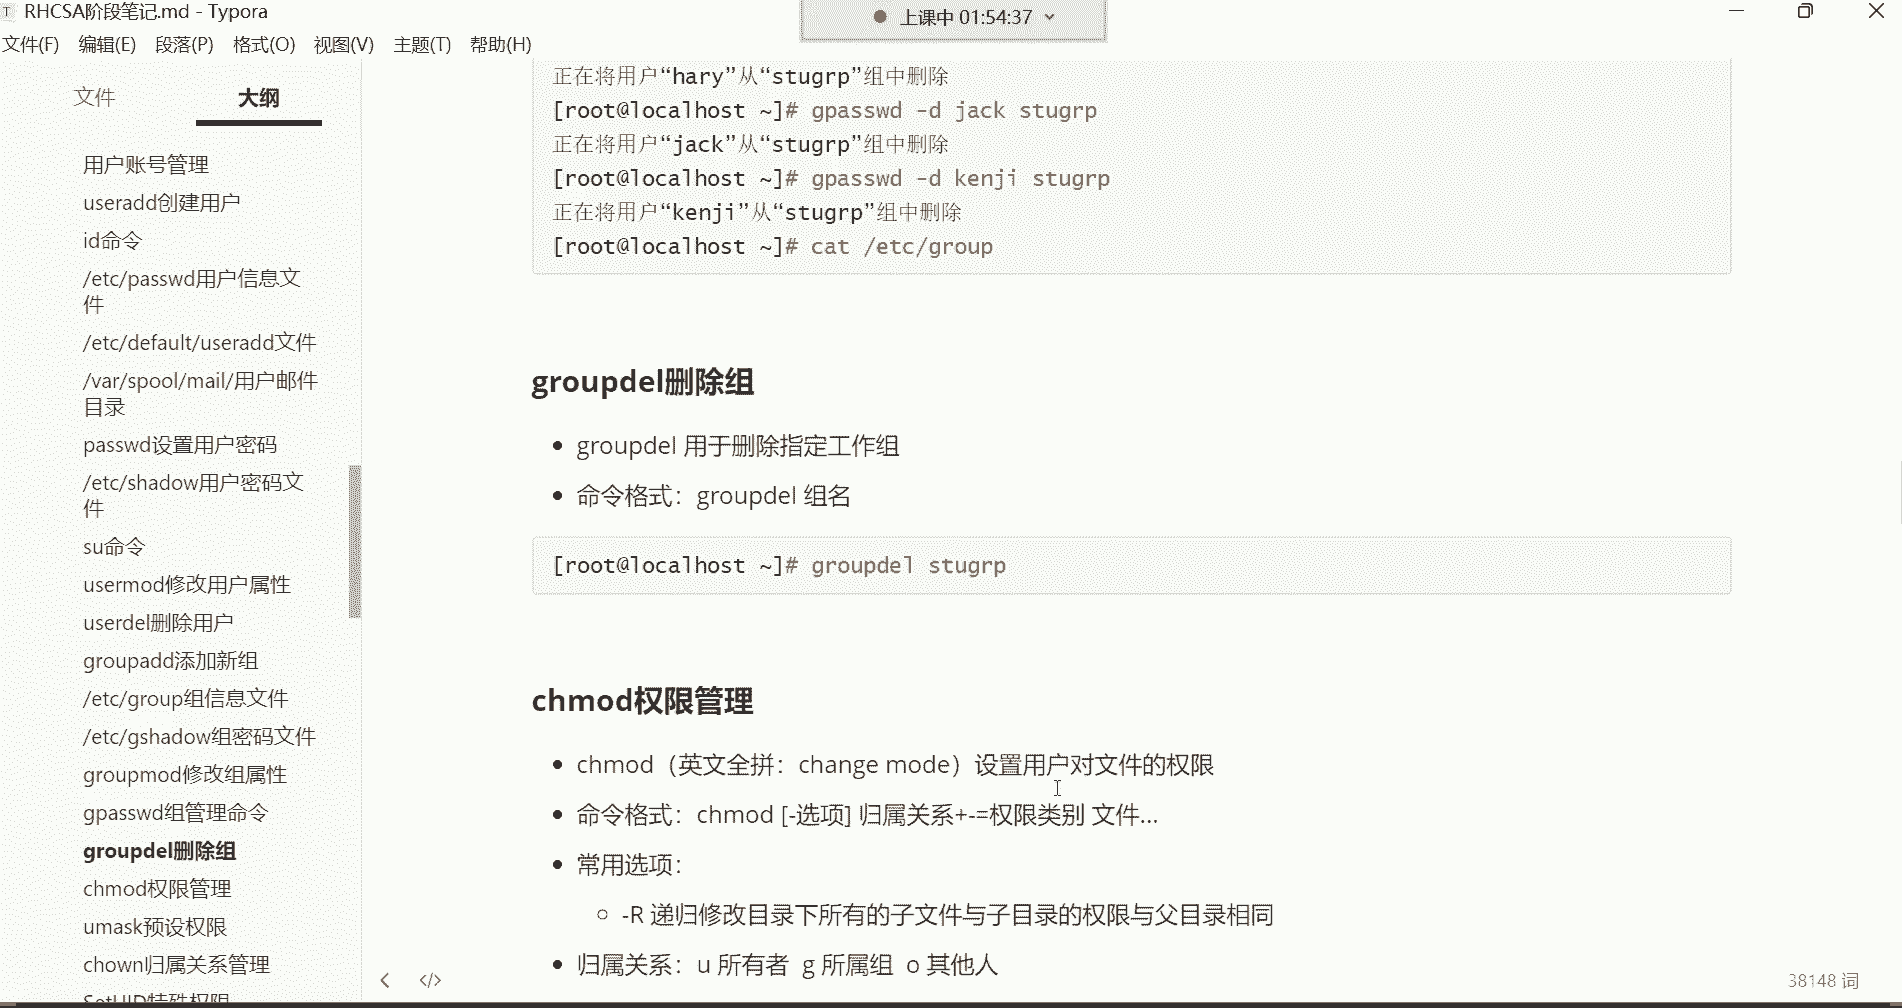 RHCSA阶段笔记.md - Typora
上课中 01:54:37
文件(F) 编辑(E) 段落(P) 格式(O) 视图(V) 主题(T) 帮助(H)
文件 大纲
用户账号管理
useradd创建用户
id命令
/etc/passwd用户信息文
件
/etc/default/useradd文件
/var/spool/mail/用户邮件
目录
passwd设置用户密码
/etc/shadow用户密码文
件
su命令
usermod修改用户属性
userdel删除用户
groupadd添加新组
/etc/group组信息文件
/etc/gshadow组密码文件
groupmod修改组属性
gpasswd组管理命令
groupdel删除组
chmod权限管理
umask预设权限
chown归属关系管理
SetUID特殊权限
正在将用户“hary”从“stugrp”组中删除
[root@localhost ~]# gpasswd -d jack stugrp
正在将用户“jack”从“stugrp”组中删除
[root@localhost ~]# gpasswd -d kenji stugrp
正在将用户“kenji”从“stugrp”组中删除
[root@localhost ~]# cat /etc/group
groupdel删除组
groupdel 用于删除指定工作组
命令格式：groupdel 组名
[root@localhost ~]# groupdel stugrp
chmod权限管理
chmod（英文全拼：change mode）设置用户对文件的权限
命令格式：chmod [-选项] 归属关系+-=权限类别 文件...
常用选项：
-R 递归修改目录下所有的子文件与子目录的权限与父目录相同
归属关系：u 所有者 g 所属组 o 其他人
38148 词